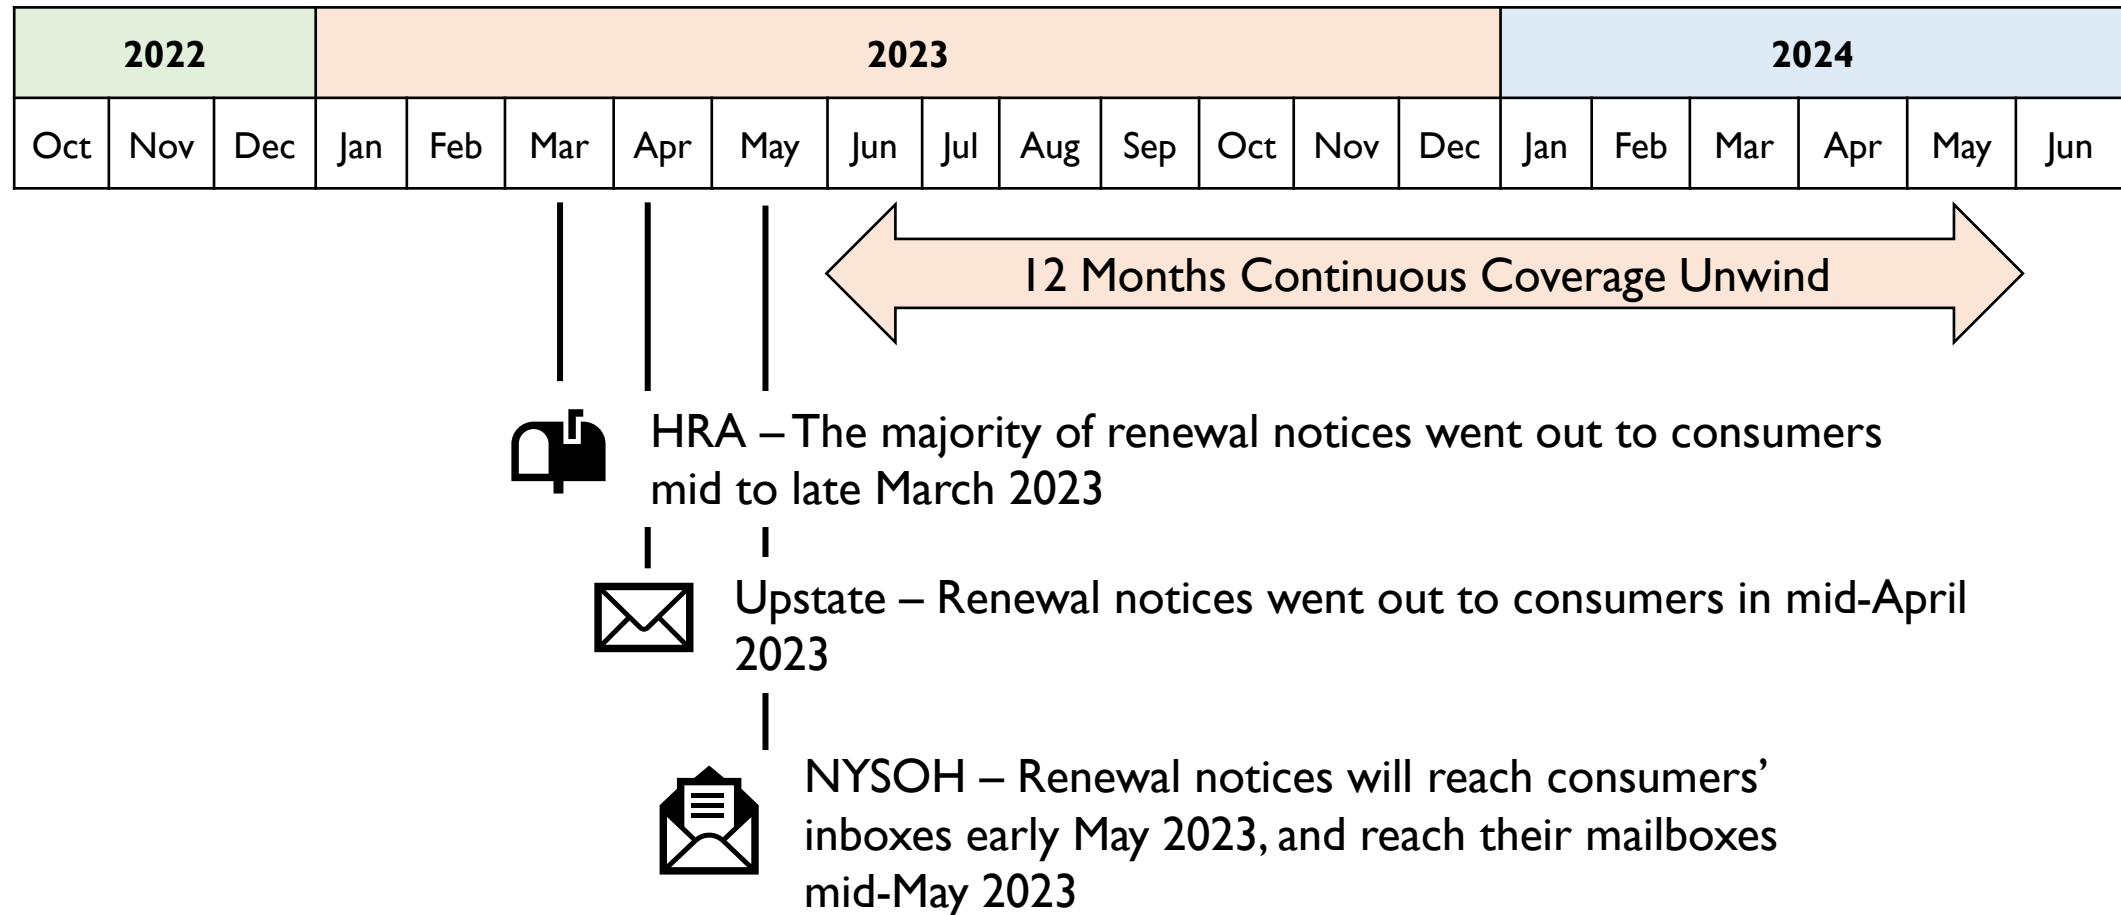 2022 2023 2024
Oct Nov Dec Jan Feb Mar Apr May Jun Jul Aug Sep Oct Nov Dec Jan Feb Mar Apr May Jun
12 Months Continuous Coverage Unwind
HRA – The majority of renewal notices went out to consumers
mid to late March 2023
Upstate – Renewal notices went out to consumers in mid-April
2023
NYSOH – Renewal notices will reach consumers’
inboxes early May 2023, and reach their mailboxes
mid-May 2023